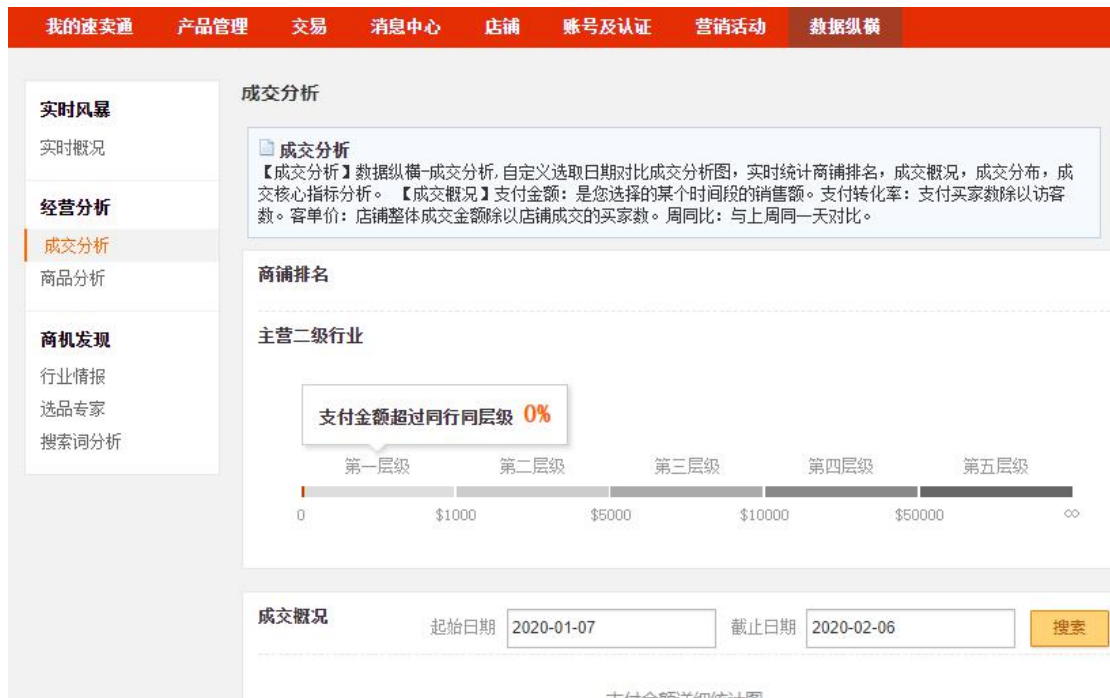 我的速卖通 产品管理 交易 消息中心 店铺 账号及认证 营销活动 数据纵横
实时风暴
实时概况
经营分析
成交分析
商品分析
商机发现
行业情报
选品专家
搜索词分析
成交分析
成交分析
【成交分析】数据纵横-成交分析,自定义选取日期对比成交分析图，实时统计商铺排名，成交概况，成交分布，成
交核心指标分析。 【成交概况】支付金额：是您选择的某个时间段的销售额。支付转化率：支付买家数除以访客
数。客单价：店铺整体成交金额除以店铺成交的买家数。周同比：与上周同一天对比。
商铺排名
主营二级行业
支付金额超过同行同层级 0%
第一层级 第二层级 第三层级 第四层级 第五层级
0 $1000 $5000 $10000 $50000 ∞
成交概况 起始日期 2020-01-07 截止日期 2020-02-06 搜索
支付金额详细统计图